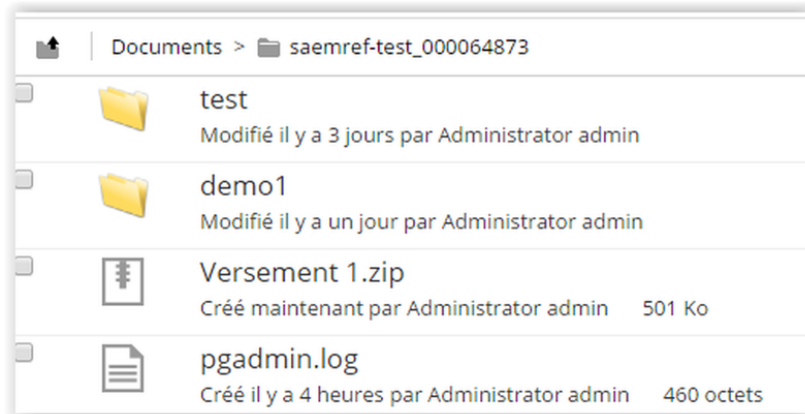 Documents > saemref-test_000064873
test
Modifié il y a 3 jours par Administrator admin
demo1
Modifié il y a un jour par Administrator admin
Versement 1.zip
Créé maintenant par Administrator admin 501 Ko
pgadmin.log
Créé il y a 4 heures par Administrator admin 460 octets